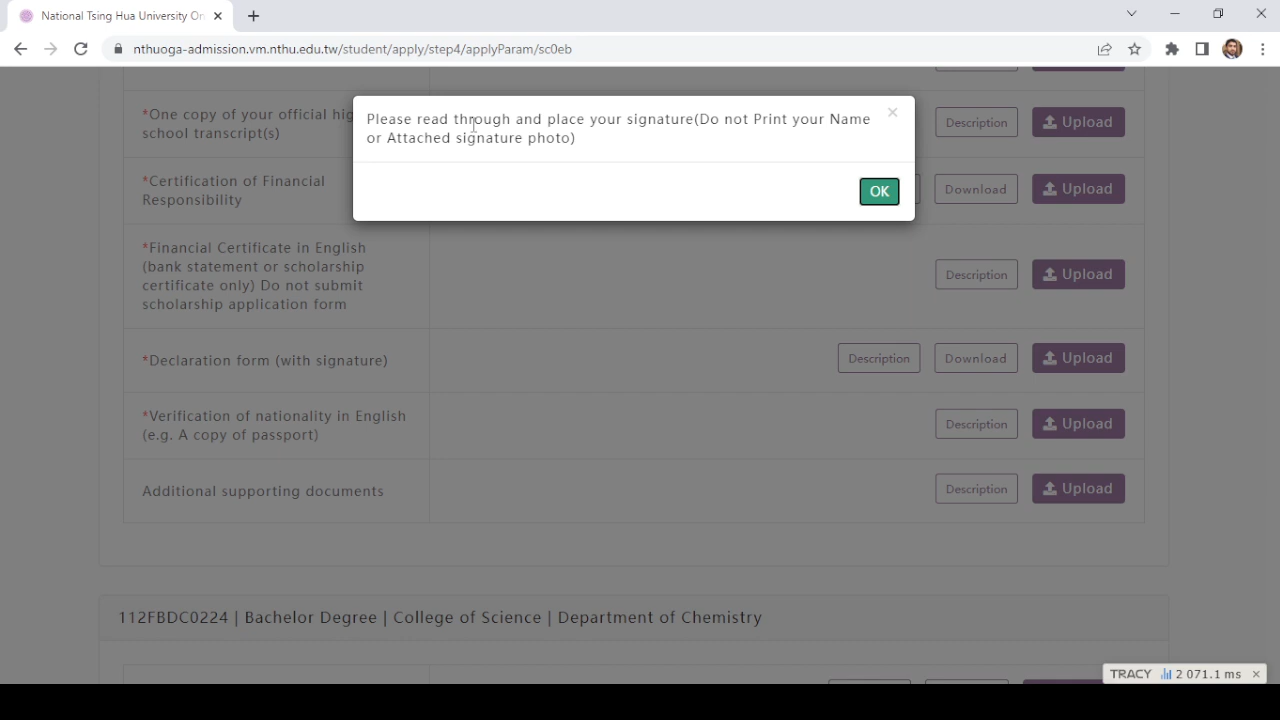 National Tsing Hua University On
nthuoga-admission.vm.nthu.edu.tw/student/apply/step4/applyParam/sc0eb
Please read through and place your signature(Do not Print your Name
or Attached signature photo)
OK
*One copy of your official hig
school transcript(s)
Description
Upload
*Certification of Financial
Responsibility
Download
Upload
*Financial Certificate in English
(bank statement or scholarship
certificate only) Do not submit
scholarship application form
Description
Upload
*Declaration form (with signature)
Description
Download
Upload
*Verification of nationality in English
(e.g. A copy of passport)
Description
Upload
Additional supporting documents
Description
Upload
112FBDC0224 | Bachelor Degree | College of Science | Department of Chemistry
TRACY 2 071.1 ms ×